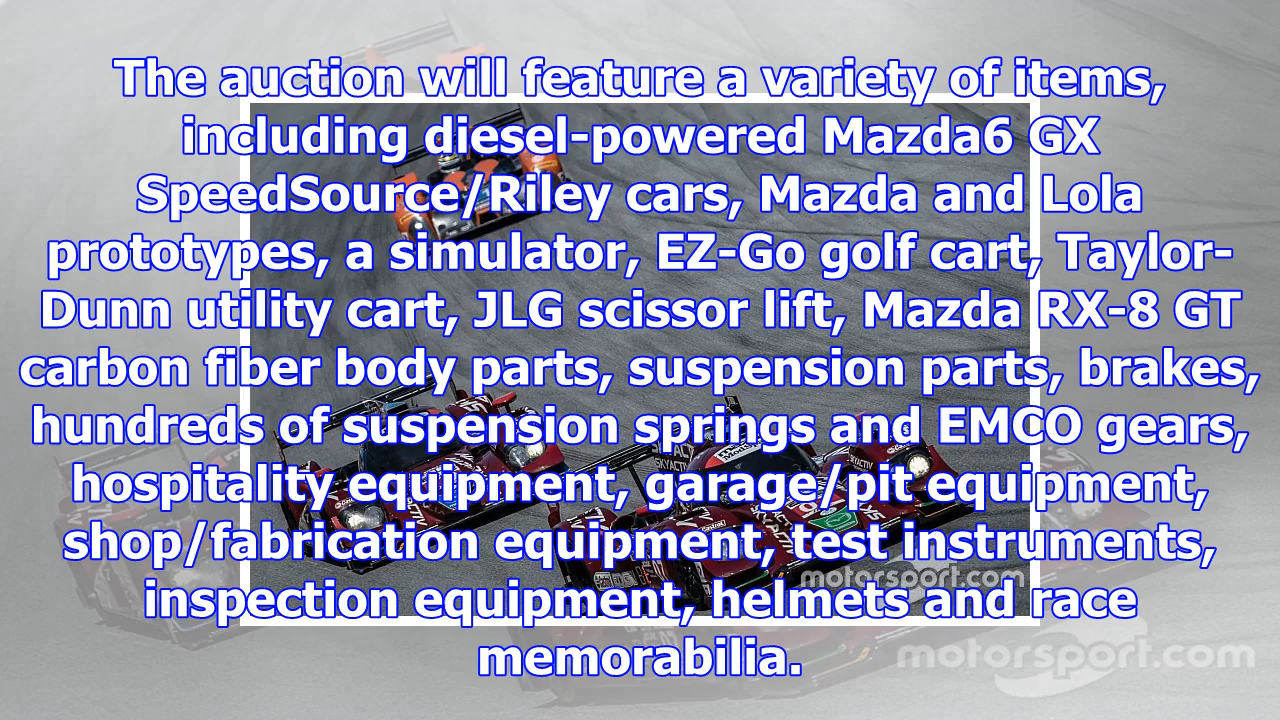 The auction will feature a variety of items,
including diesel-powered Mazda6 GX
SpeedSource/Riley cars, Mazda and Lola
prototypes, a simulator, EZ-Go golf cart, Taylor-
Dunn utility cart, JLG scissor lift, Mazda RX-8 GT
carbon fiber body parts, suspension parts, brakes,
hundreds of suspension springs and EMCO gears,
hospitality equipment, garage/pit equipment,
shop/fabrication equipment, test instruments,
inspection equipment, helmets and race
memorabilia.
SKYACTIV
Castrol
motorsport.com
motorsport.com